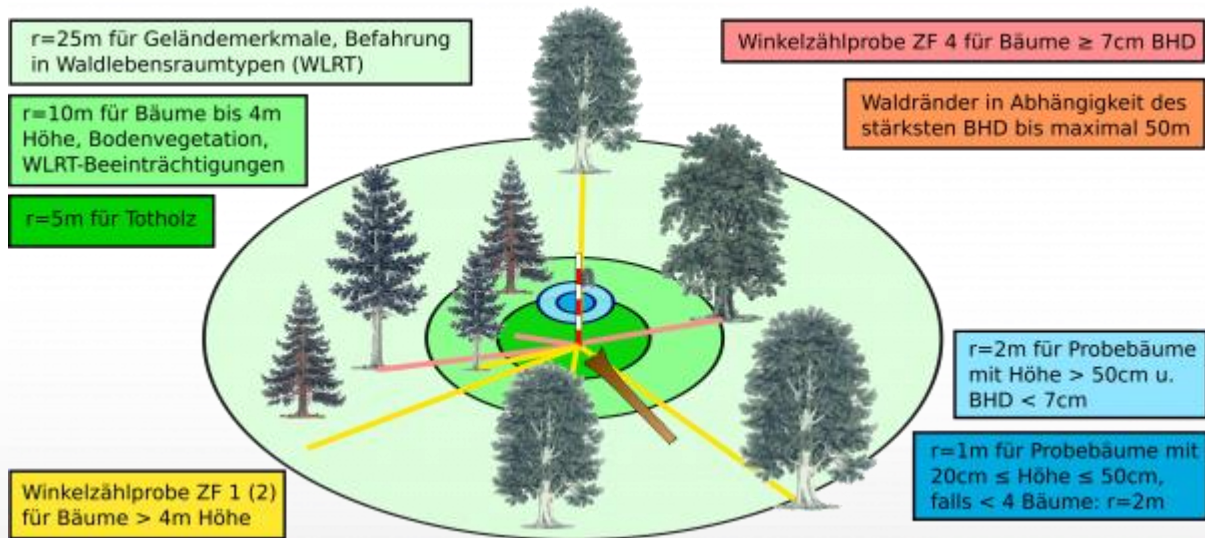 r=25m für Geländemerkmale, Befahrung
in Waldlebensraumtypen (WLRT)
r=10m für Bäume bis 4m
Höhe, Bodenvegetation,
WLRT-Beeinträchtigungen
r=5m für Totholz
Winkelzählprobe ZF 4 für Bäume ≥ 7cm BHD
Waldränder in Abhängigkeit des
stärksten BHD bis maximal 50m
r=2m für Probebäume
mit Höhe > 50cm u.
BHD < 7cm
r=1m für Probebäume mit
20cm ≤ Höhe ≤ 50cm,
falls < 4 Bäume: r=2m
Winkelzählprobe ZF 1 (2)
für Bäume > 4m Höhe